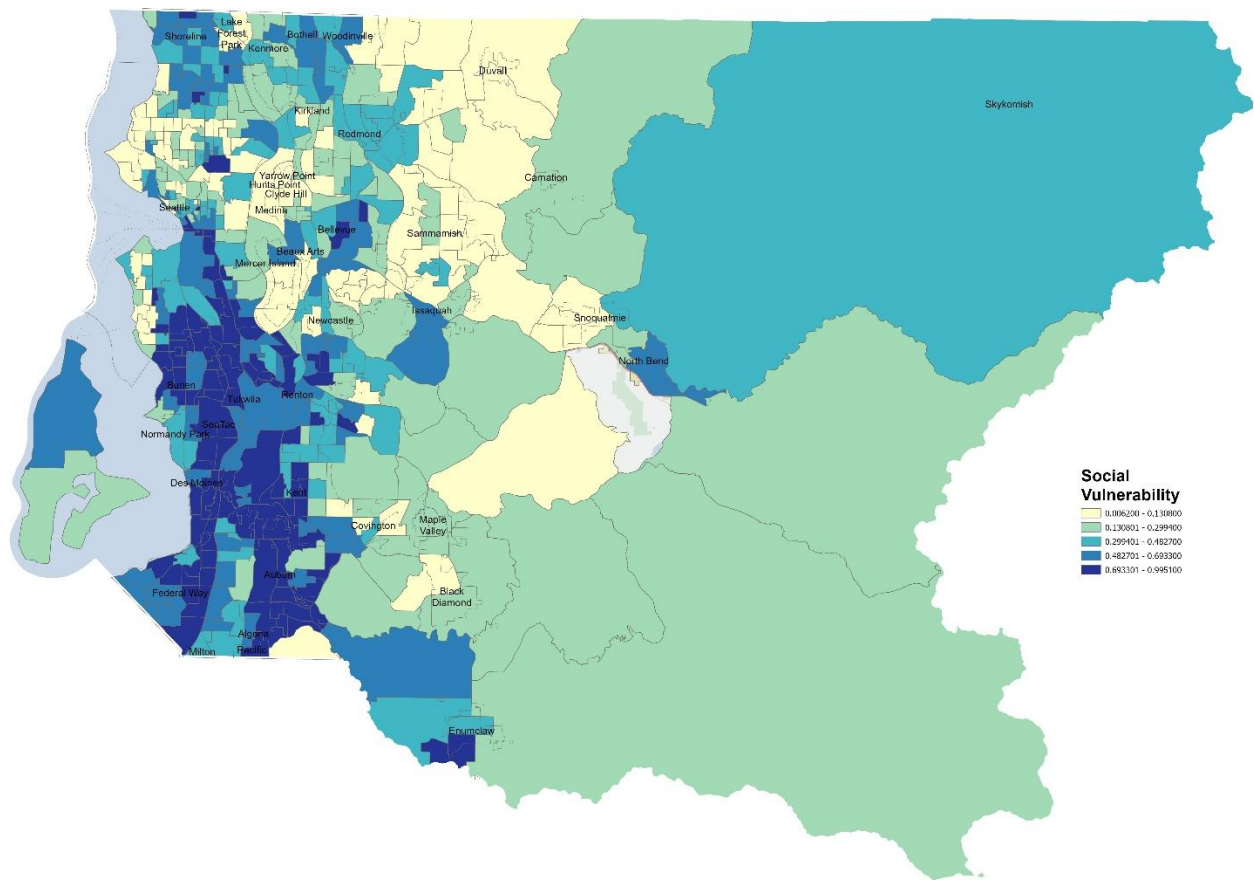 Lake
Forest
Park
Shoreline
Bothell
Woodinville
Kenmore
Duvall
Skykomish
Kirkland
Redmond
Yarrow Point
Carnation
Hunts Point
Clyde Hill
Seattle
Medina
Bellevue
Sammamish
Beaux Arts
Mercer Island
Issaquah
Newcastle
Snoqualmie
North Bend
Burien
Tukwila
Renton
SeaTac
Normandy Park
Des Moines
Kent
Covington
Maple
Valley
Auburn
Federal Way
Black
Diamond
Algona
Milton
Pacific
Enumclaw
Social
Vulnerability
0.006200 - 0.130800
0.130801 - 0.299400
0.299401 - 0.482700
0.482701 - 0.693300
0.693301 - 0.995100